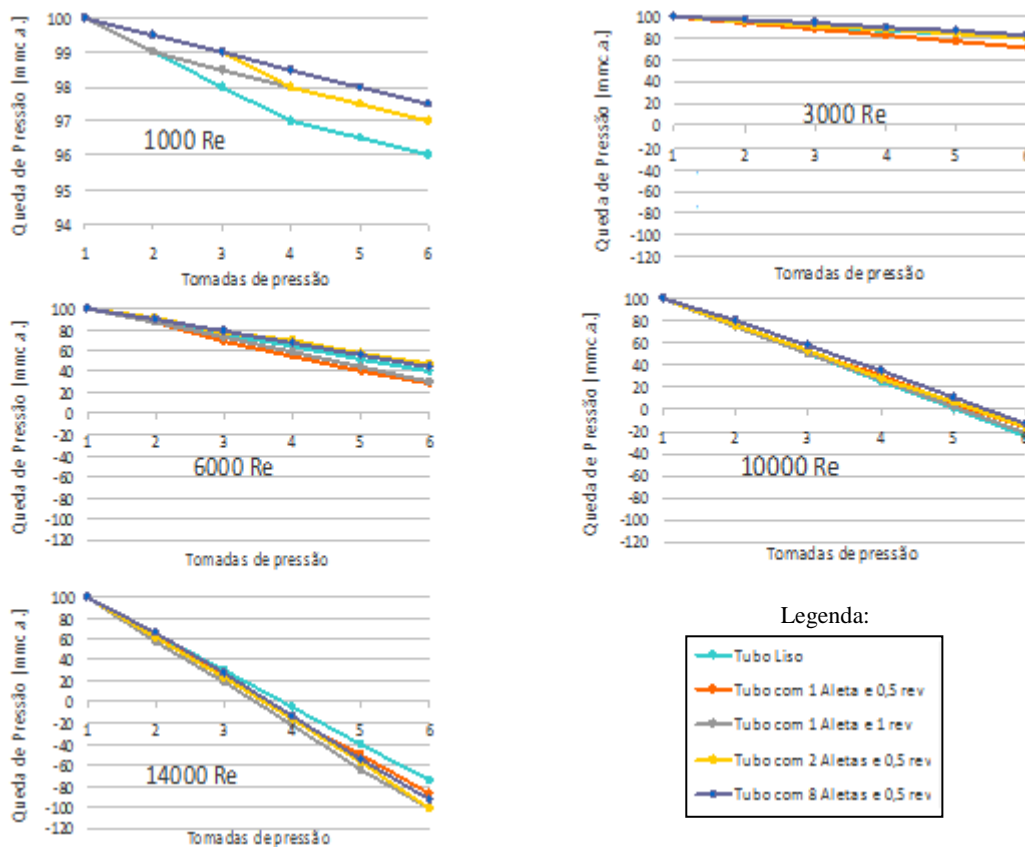 Queda de Pressão [mmc.a.]
100
99
98
97
96
95
94
1 2 3 4 5 6
1000 Re
Tomadas de pressão
Queda de Pressão [mmc.a.]
100
80
60
40
20
0
-20
-40
-60
-80
-100
-120
1 2 3 4 5 6
3000 Re
Tomadas de pressão
Queda de Pressão [mmc.a.]
100
80
60
40
20
0
-20
-40
-60
-80
-100
-120
1 2 3 4 5 6
6000 Re
Tomadas de pressão
Queda de Pressão [mmc.a.]
100
80
60
40
20
0
-20
-40
-60
-80
-100
-120
1 2 3 4 5 6
10000 Re
Tomadas de pressão
Queda de Pressão [mmc.a.]
100
80
60
40
20
0
-20
-40
-60
-80
-100
-120
1 2 3 4 5 6
14000 Re
Tomadas de pressão
Legenda:
Tubo Liso
Tubo com 1 Aleta e 0,5 rev
Tubo com 1 Aleta e 1 rev
Tubo com 2 Aletas e 0,5 rev
Tubo com 8 Aletas e 0,5 rev